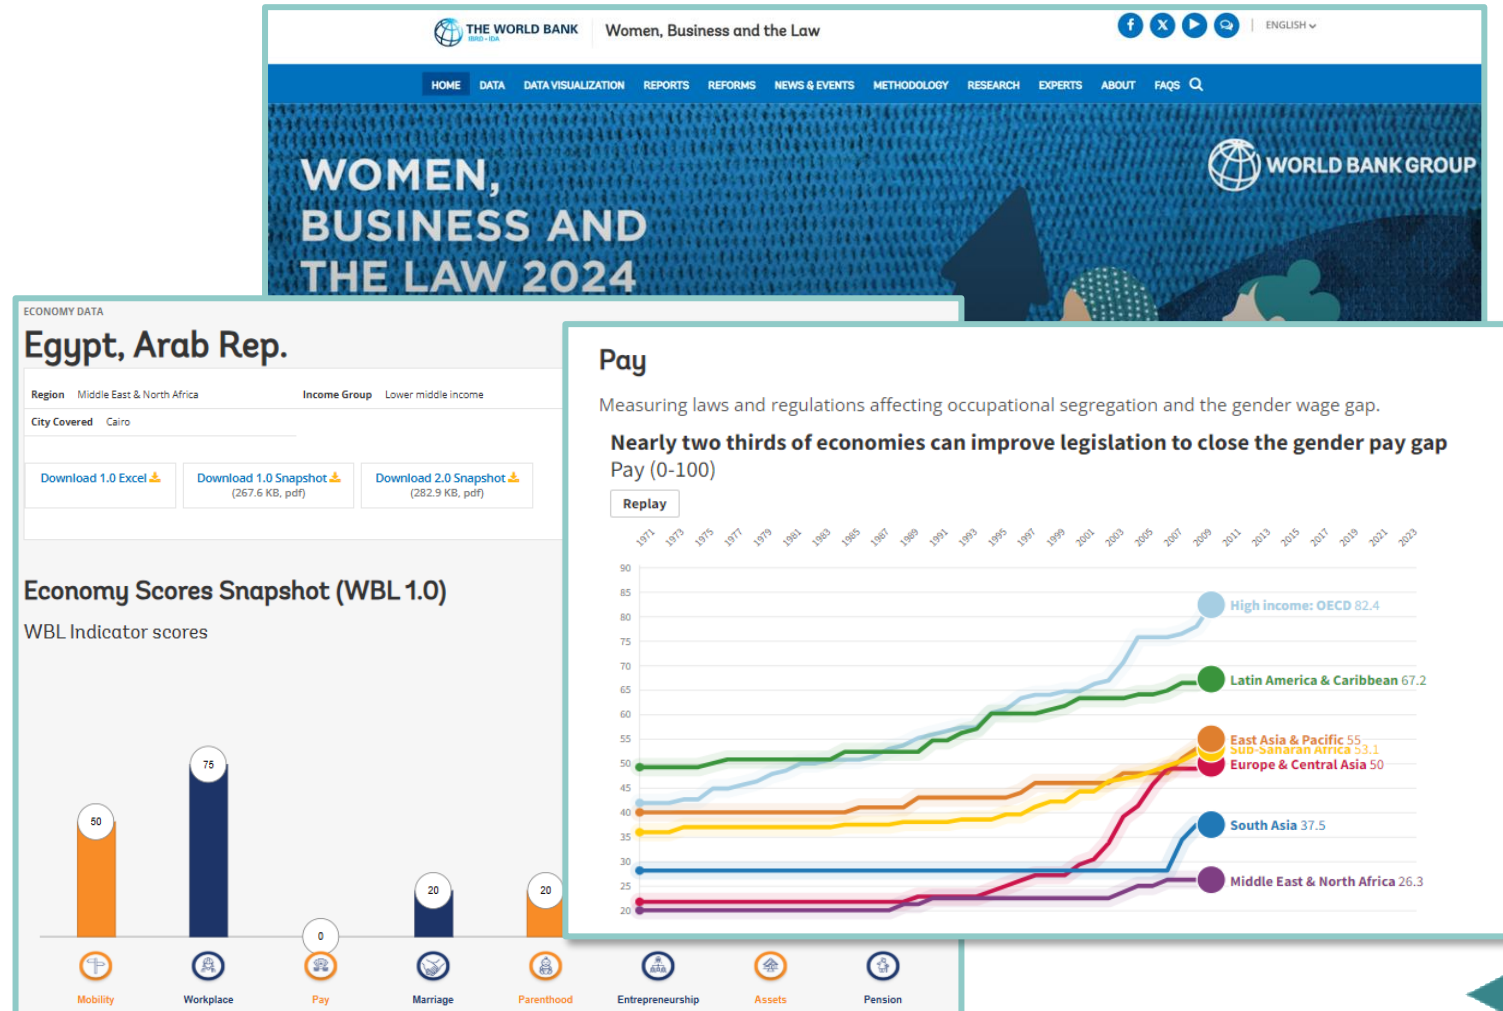 THE WORLD BANK
IBRD • IDA
Women, Business and the Law
ENGLISH
HOME DATA DATA VISUALIZATION REPORTS REFORMS NEWS & EVENTS METHODOLOGY RESEARCH EXPERTS ABOUT FAQS
WOMEN,
BUSINESS AND
THE LAW 2024
WORLD BANK GROUP
ECONOMY DATA
Egypt, Arab Rep.
Region Middle East & North Africa
Income Group Lower middle income
City Covered Cairo
Download 1.0 Excel
Download 1.0 Snapshot
(267.6 KB, pdf)
Download 2.0 Snapshot
(282.9 KB, pdf)
Economy Scores Snapshot (WBL 1.0)
WBL Indicator scores
50
75
0
20
20
Mobility
Workplace
Pay
Marriage
Parenthood
Entrepreneurship
Assets
Pension
Pay
Measuring laws and regulations affecting occupational segregation and the gender wage gap.
Nearly two thirds of economies can improve legislation to close the gender pay gap
Pay (0-100)
Replay
1971 1973 1975 1977 1979 1981 1983 1985 1987 1989 1991 1993 1995 1997 1999 2001 2003 2005 2007 2009 2011 2013 2015 2017 2019 2021 2023
90
85
80
75
70
65
60
55
50
45
40
35
30
25
20
High income: OECD 82.4
Latin America & Caribbean 67.2
East Asia & Pacific 55
Sub-Saharan Africa 53.1
Europe & Central Asia 50
South Asia 37.5
Middle East & North Africa 26.3